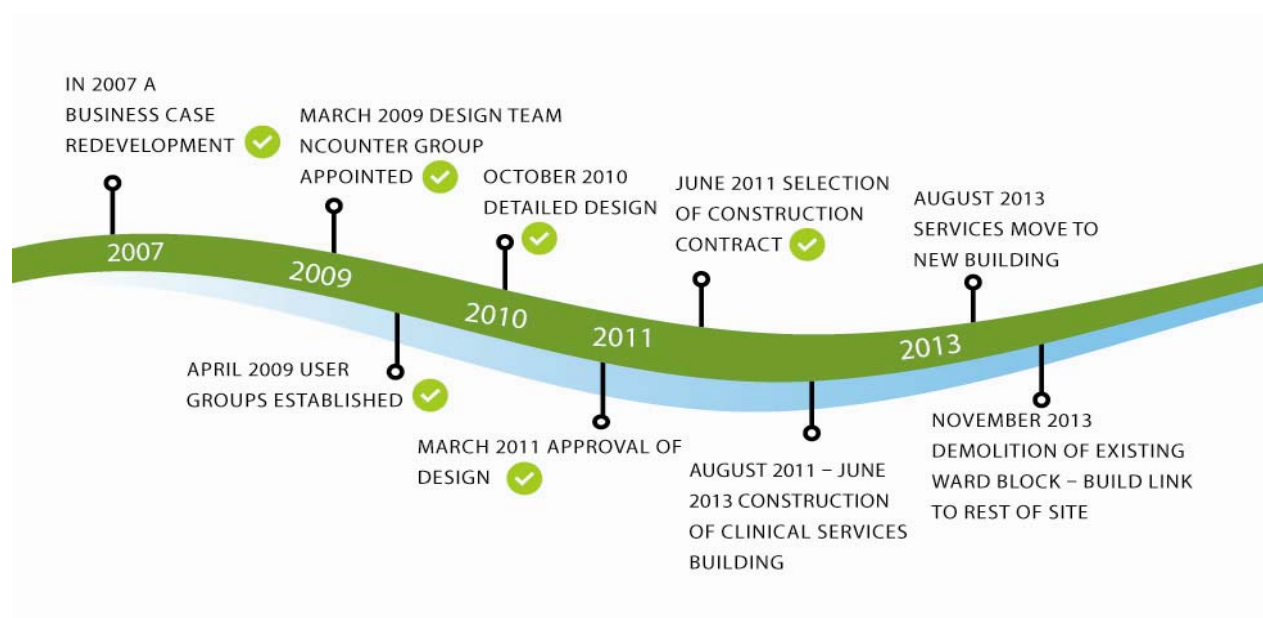 IN 2007 A
BUSINESS CASE
REDEVELOPMENT
MARCH 2009 DESIGN TEAM
NCOUNTER GROUP
APPOINTED
OCTOBER 2010
DETAILED DESIGN
JUNE 2011 SELECTION
OF CONSTRUCTION
CONTRACT
AUGUST 2013
SERVICES MOVE TO
NEW BUILDING
2007
2009
2010
2011
2013
APRIL 2009 USER
GROUPS ESTABLISHED
MARCH 2011 APPROVAL OF
DESIGN
AUGUST 2011 – JUNE
2013 CONSTRUCTION
OF CLINICAL SERVICES
BUILDING
NOVEMBER 2013
DEMOLITION OF EXISTING
WARD BLOCK – BUILD LINK
TO REST OF SITE